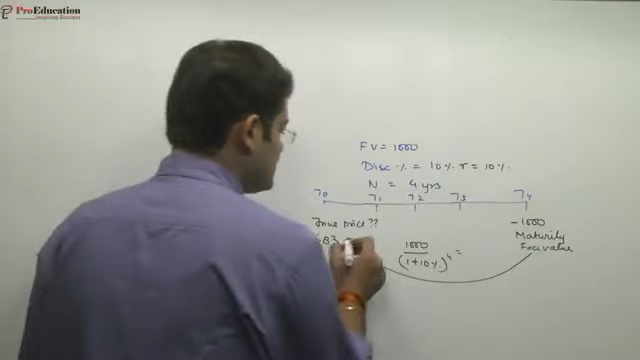 ProEducation
Inspiring Success
FV = 1000
Disc % = 10% r = 10%.
N = 4 yrs
T0 T1 T2 T3 T4
Issue price ??
683
1000
(1+10%)^4 =
-1000
Maturity
Face value